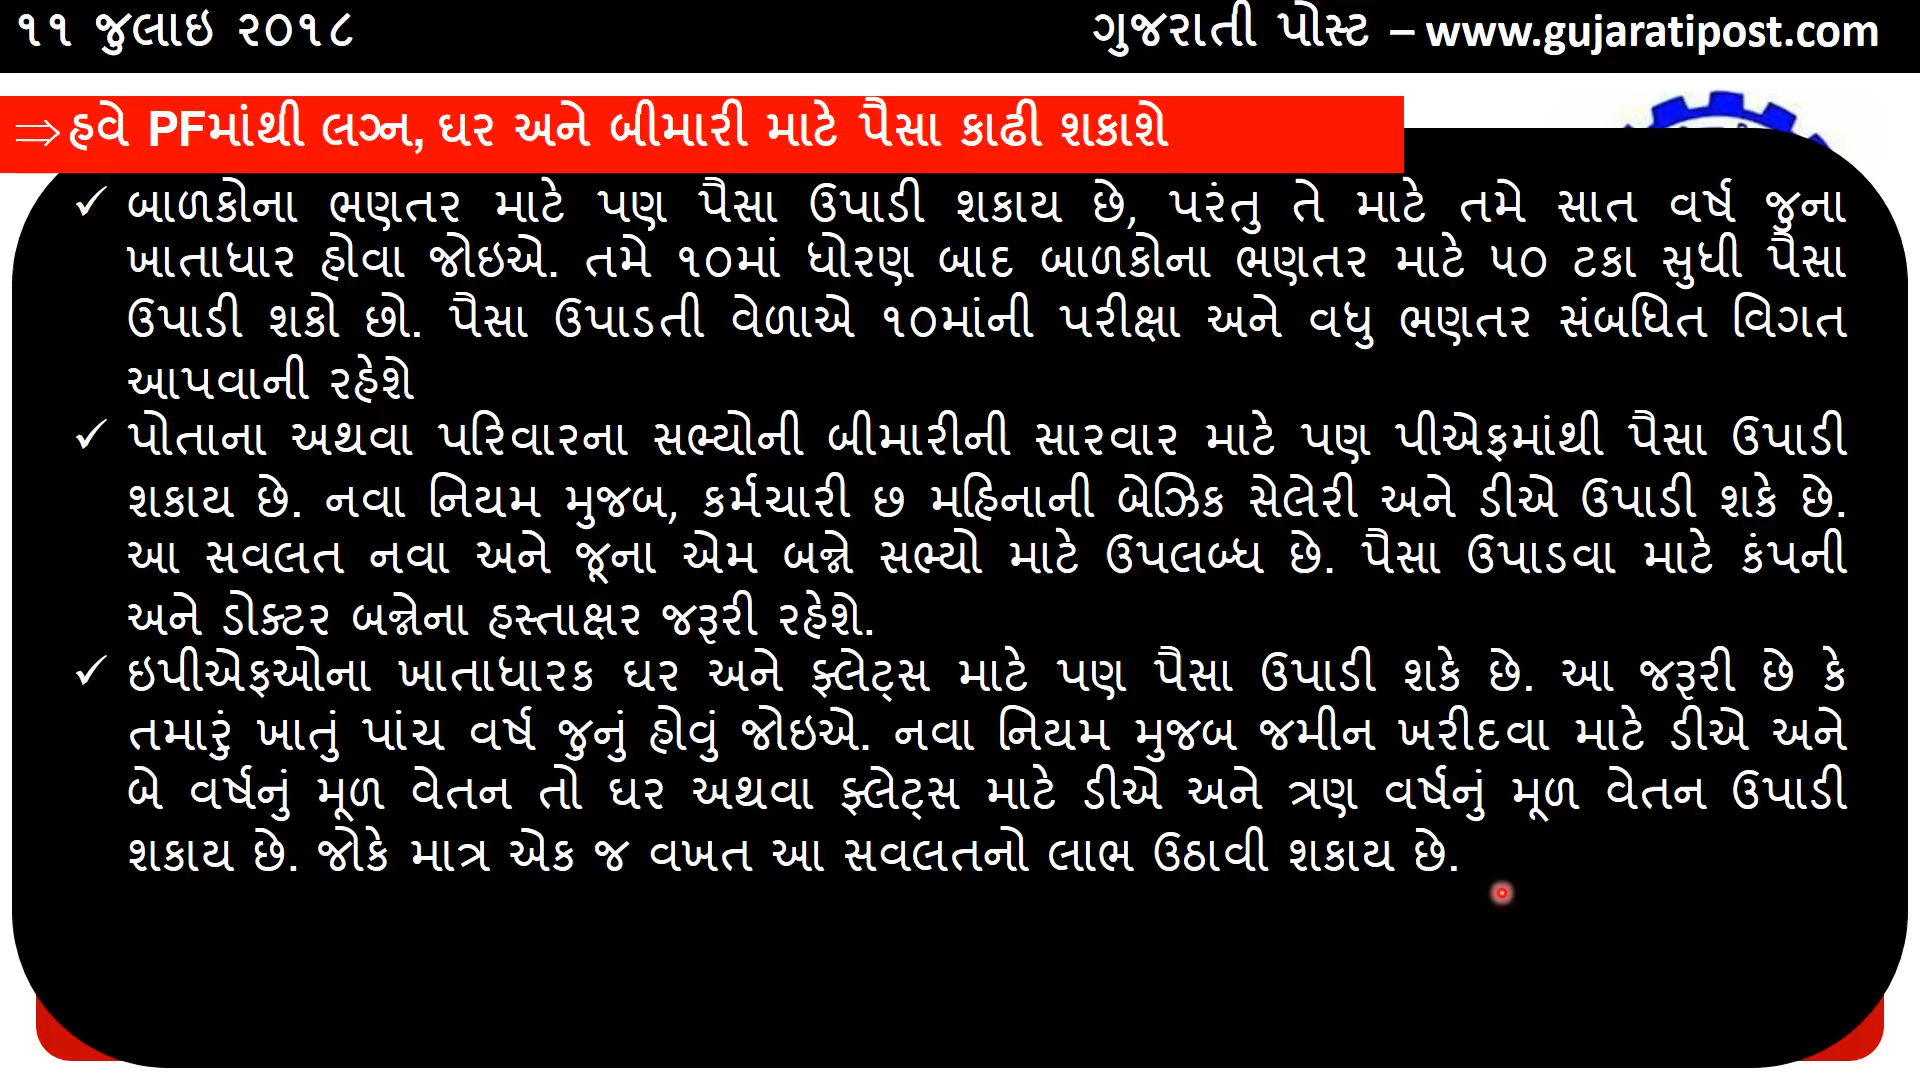 ૧૧ જુલાઇ ૨૦૧૮
ગુજરાતી પોસ્ટ – www.gujaratipost.com
⇒હવે PFમાંથી લગ્ન, ઘર અને બીમારી માટે પૈસા કાઢી શકાશે
✓ બાળકોના ભણતર માટે પણ પૈસા ઉપાડી શકાય છે, પરંતુ તે માટે તમે સાત વર્ષ જુના
ખાતાધાર હોવા જોઇએ. તમે ૧૦માં ધોરણ બાદ બાળકોના ભણતર માટે ૫૦ ટકા સુધી પૈસા
ઉપાડી શકો છો. પૈસા ઉપાડતી વેળાએ ૧૦માંની પરીક્ષા અને વધુ ભણતર સંબધિત વિગત
આપવાની રહેશે
✓ પોતાના અથવા પરિવારના સભ્યોની બીમારીની સારવાર માટે પણ પીએફમાંથી પૈસા ઉપાડી
શકાય છે. નવા નિયમ મુજબ, કર્મચારી છ મહિનાની બેઝિક સેલેરી અને ડીએ ઉપાડી શકે છે.
આ સવલત નવા અને જૂના એમ બન્ને સભ્યો માટે ઉપલબ્ધ છે. પૈસા ઉપાડવા માટે કંપની
અને ડોક્ટર બન્નેના હસ્તાક્ષર જરૂરી રહેશે.
✓ ઇપીએફઓના ખાતાધારક ઘર અને ફ્લેટ્સ માટે પણ પૈસા ઉપાડી શકે છે. આ જરૂરી છે કે
તમારું ખાતું પાંચ વર્ષ જુનું હોવું જોઇએ. નવા નિયમ મુજબ જમીન ખરીદવા માટે ડીએ અને
બે વર્ષનું મૂળ વેતન તો ઘર અથવા ફ્લેટ્સ માટે ડીએ અને ત્રણ વર્ષનું મૂળ વેતન ઉપાડી
શકાય છે. જોકે માત્ર એક જ વખત આ સવલતનો લાભ ઉઠાવી શકાય છે.